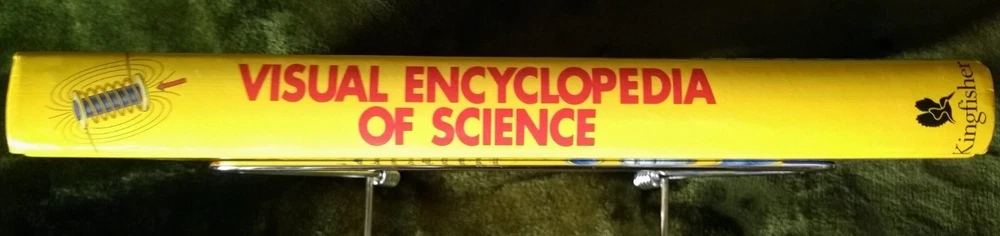 VISUAL ENCYCLOPEDIA
OF SCIENCE
Kingfisher